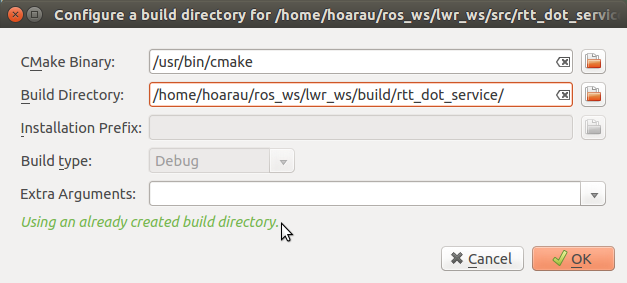 Configure a build directory for /home/hoarau/ros_ws/lwr_ws/src/rtt_dot_service
CMake Binary: /usr/bin/cmake
Build Directory: /home/hoarau/ros_ws/lwr_ws/build/rtt_dot_service/
Installation Prefix:
Build type: Debug
Extra Arguments:
Using an already created build directory.
Cancel OK